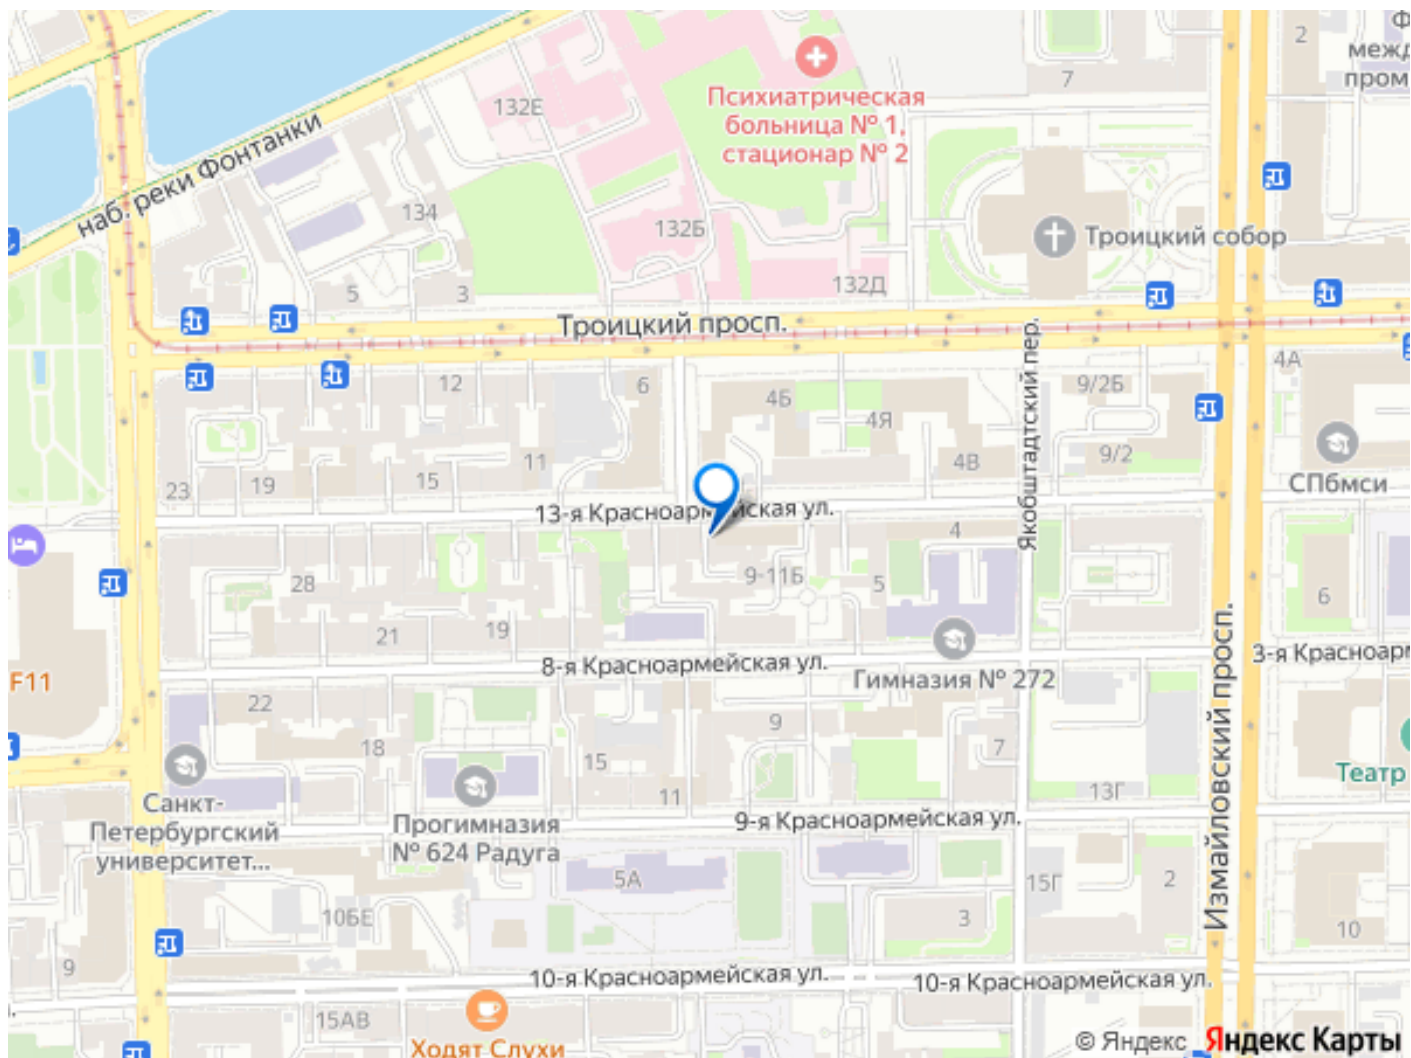 2
Ф
межд
пром
7
Психиатрическая
больница № 1,
стационар № 2
132Е
наб. реки Фонтанки
134
132Б
Троицкий собор
132Д
5
3
Троицкий просп.
Якобштадтский пер.
4А
12
6
4Б
9/2Б
4Я
11
15
19
23
4В
9/2
СПбмси
13-я Красноармейская ул.
4
9-11Б
5
28
6
21
19
8-я Красноармейская ул.
Гимназия № 272
3-я Красноарм
F11
Измайловский просп.
22
18
9
7
15
11
13Г
Театр
Санкт-
Петербургский
университет...
Прогимназия
№ 624 Радуга
9-я Красноармейская ул.
5А
15Г
2
10БЕ
3
10
9
10-я Красноармейская ул.
10-я Красноармейская ул.
15АВ
Ходят Слухи
© Яндекс Яндекс Карты